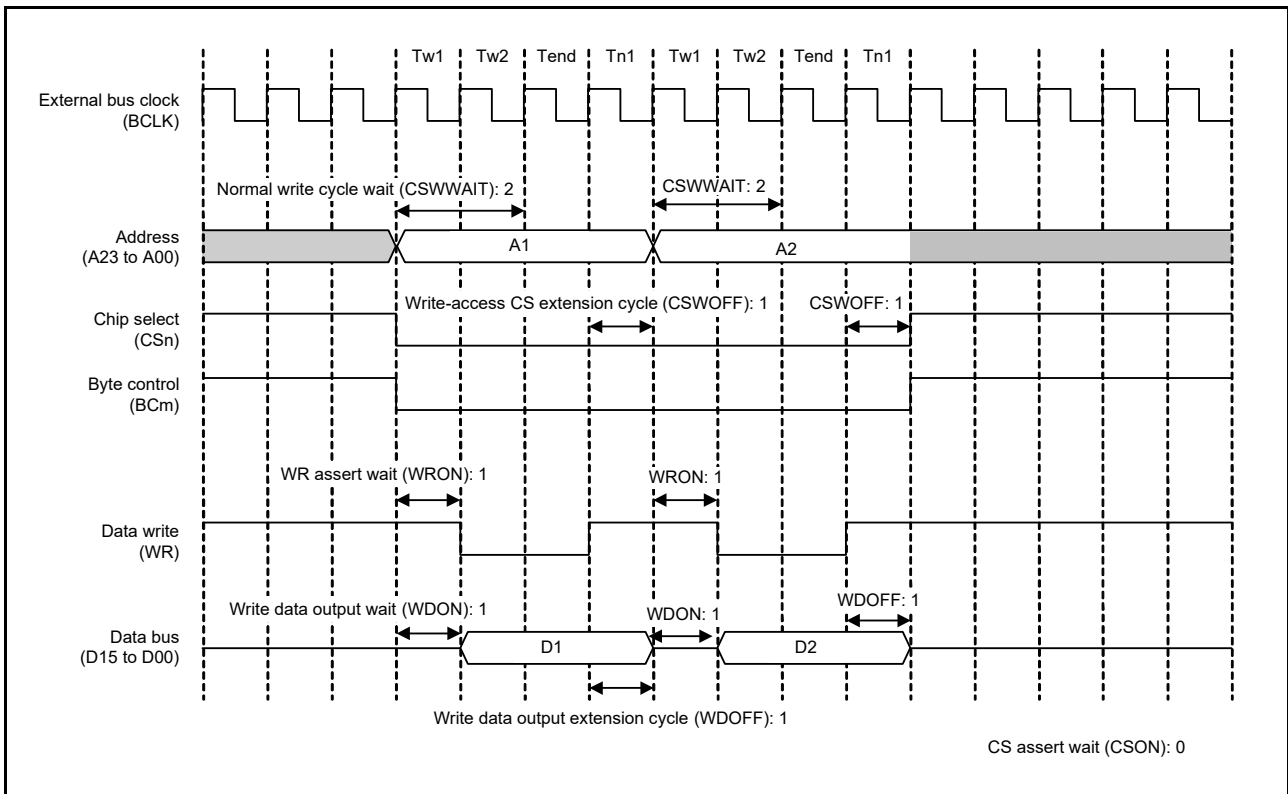 Tw1 Tw2 Tend Tn1 Tw1 Tw2 Tend Tn1
External bus clock
(BCLK)
Normal write cycle wait (CSWWAIT): 2
CSWWAIT: 2
Address
(A23 to A00)
A1
A2
Write-access CS extension cycle (CSWOFF): 1
CSWOFF: 1
Chip select
(CSn)
Byte control
(BCm)
WR assert wait (WRON): 1
WRON: 1
Data write
(WR)
Write data output wait (WDON): 1
WDON: 1
WDOFF: 1
Data bus
(D15 to D00)
D1
D2
Write data output extension cycle (WDOFF): 1
CS assert wait (CSON): 0